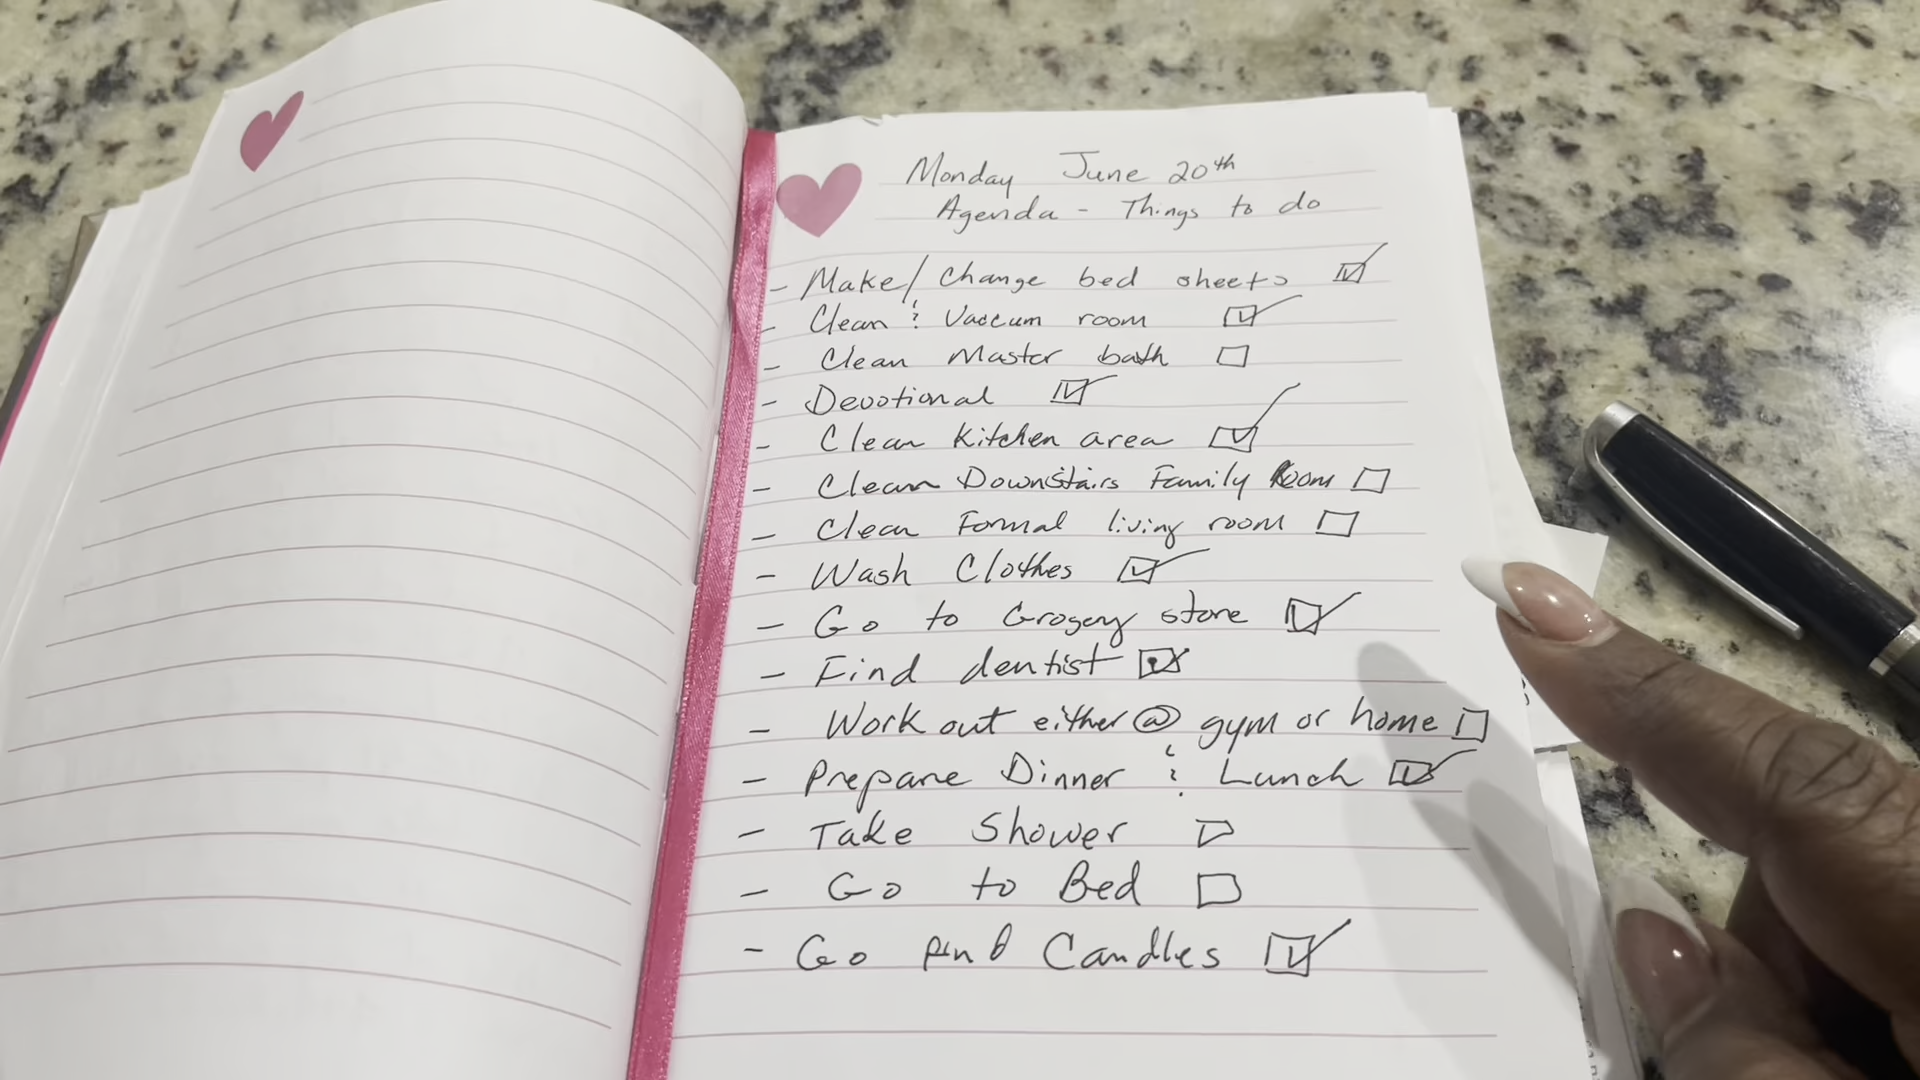 Monday June 20th
Agenda - Things to do
- Make/Change bed sheets ☑
- Clean & Vaccum room ☑
- Clean Master bath ☐
- Devotional ☑
- Clean Kitchen area ☑
- Clean Downstairs Family Room ☐
- Clean Formal living room ☐
- Wash Clothes ☑
- Go to Grogery store ☑
- Find dentist ☑
- Work out either @ gym or home ☐
- Prepare Dinner & Lunch ☑
- Take Shower ☐
- Go to Bed ☐
- Go find Candles ☑